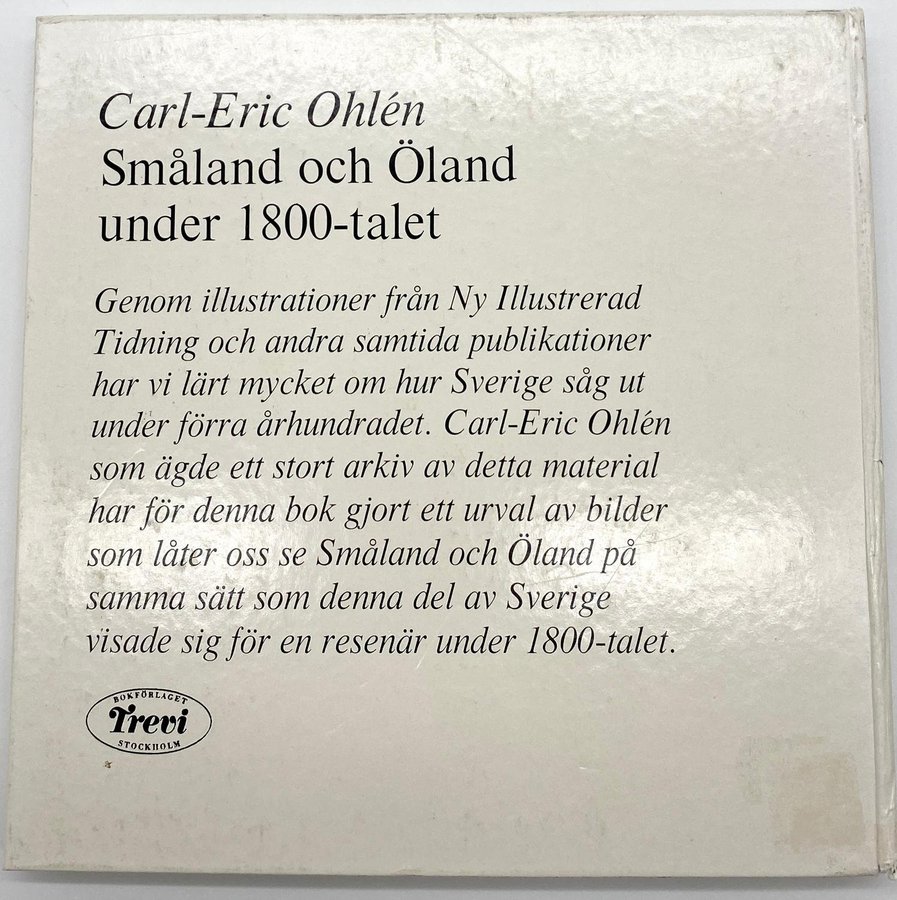 Carl-Eric Ohlén
Småland och Öland
under 1800-talet
Genom illustrationer från Ny Illustrerad
Tidning och andra samtida publikationer
har vi lärt mycket om hur Sverige såg ut
under förra århundradet. Carl-Eric Ohlén
som ägde ett stort arkiv av detta material
har för denna bok gjort ett urval av bilder
som låter oss se Småland och Öland på
samma sätt som denna del av Sverige
visade sig för en resenär under 1800-talet.
BOKFÖRLAGET
Trevi
STOCKHOLM